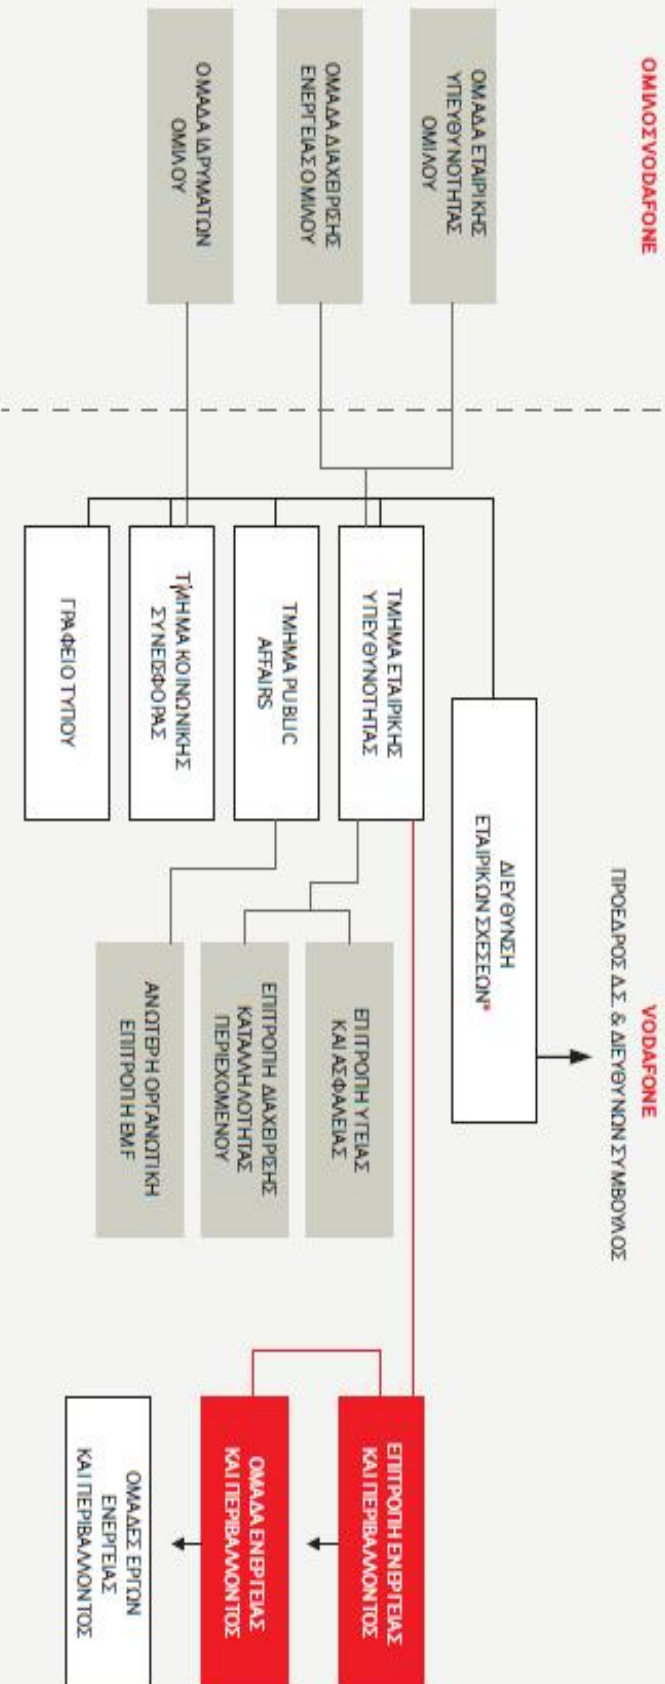 ΟΜΙΛΟΣ VODAFONE
VODAFONE
ΠΡΟΕΔΡΟΣ Δ.Σ. & ΔΙΕΥΘΥΝΩΝ ΣΥΜΒΟΥΛΟΣ
ΟΜΑΔΑ ΕΤΑΙΡΙΚΗΣ
ΥΠΕΥΘΥΝΟΤΗΤΑΣ
ΟΜΙΛΟΥ
ΟΜΑΔΑ ΔΙΑΧΕΙΡΙΣΗΣ
ΕΝΕΡΓΕΙΑΣ ΟΜΙΛΟΥ
ΟΜΑΔΑ ΙΔΡΥΜΑΤΩΝ
ΟΜΙΛΟΥ
ΔΙΕΥΘΥΝΣΗ
ΕΤΑΙΡΙΚΩΝ ΣΧΕΣΕΩΝ*
ΤΜΗΜΑ ΕΤΑΙΡΙΚΗΣ
ΥΠΕΥΘΥΝΟΤΗΤΑΣ
ΤΜΗΜΑ PUBLIC
AFFAIRS
ΤΜΗΜΑ ΚΟΙΝΩΝΙΚΗΣ
ΣΥΝΕΙΣΦΟΡΑΣ
ΓΡΑΦΕΙΟ ΤΥΠΟΥ
ΕΠΙΤΡΟΠΗ ΥΓΕΙΑΣ
ΚΑΙ ΑΣΦΑΛΕΙΑΣ
ΕΠΙΤΡΟΠΗ ΔΙΑΧΕΙΡΙΣΗΣ
ΚΑΤΑΛΛΗΛΟΤΗΤΑΣ
ΠΕΡΙΕΧΟΜΕΝΟΥ
ΑΝΩΤΕΡΗ ΟΡΓΑΝΩΤΙΚΗ
ΕΠΙΤΡΟΠΗ EMF
ΕΠΙΤΡΟΠΗ ΕΝΕΡΓΕΙΑΣ
ΚΑΙ ΠΕΡΙΒΑΛΛΟΝΤΟΣ
ΟΜΑΔΑ ΕΝΕΡΓΕΙΑΣ
ΚΑΙ ΠΕΡΙΒΑΛΛΟΝΤΟΣ
ΟΜΑΔΕΣ ΕΡΓΩΝ
ΕΝΕΡΓΕΙΑΣ
ΚΑΙ ΠΕΡΙΒΑΛΛΟΝΤΟΣ